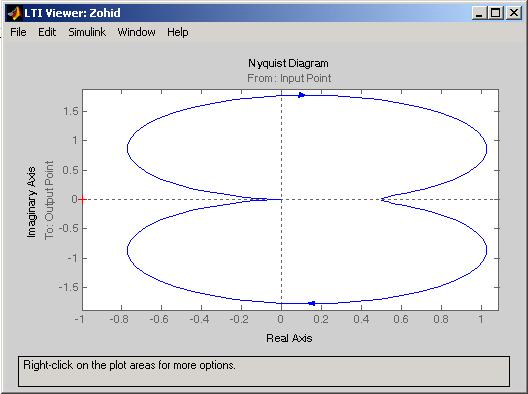 LTI Viewer: Zohid
File Edit Simulink Window Help
Nyquist Diagram
From: Input Point
Imaginary Axis
To: Output Point
1.5
1
0.5
0
-0.5
-1
-1.5
-1 -0.8 -0.6 -0.4 -0.2 0 0.2 0.4 0.6 0.8 1
Real Axis
Right-click on the plot areas for more options.